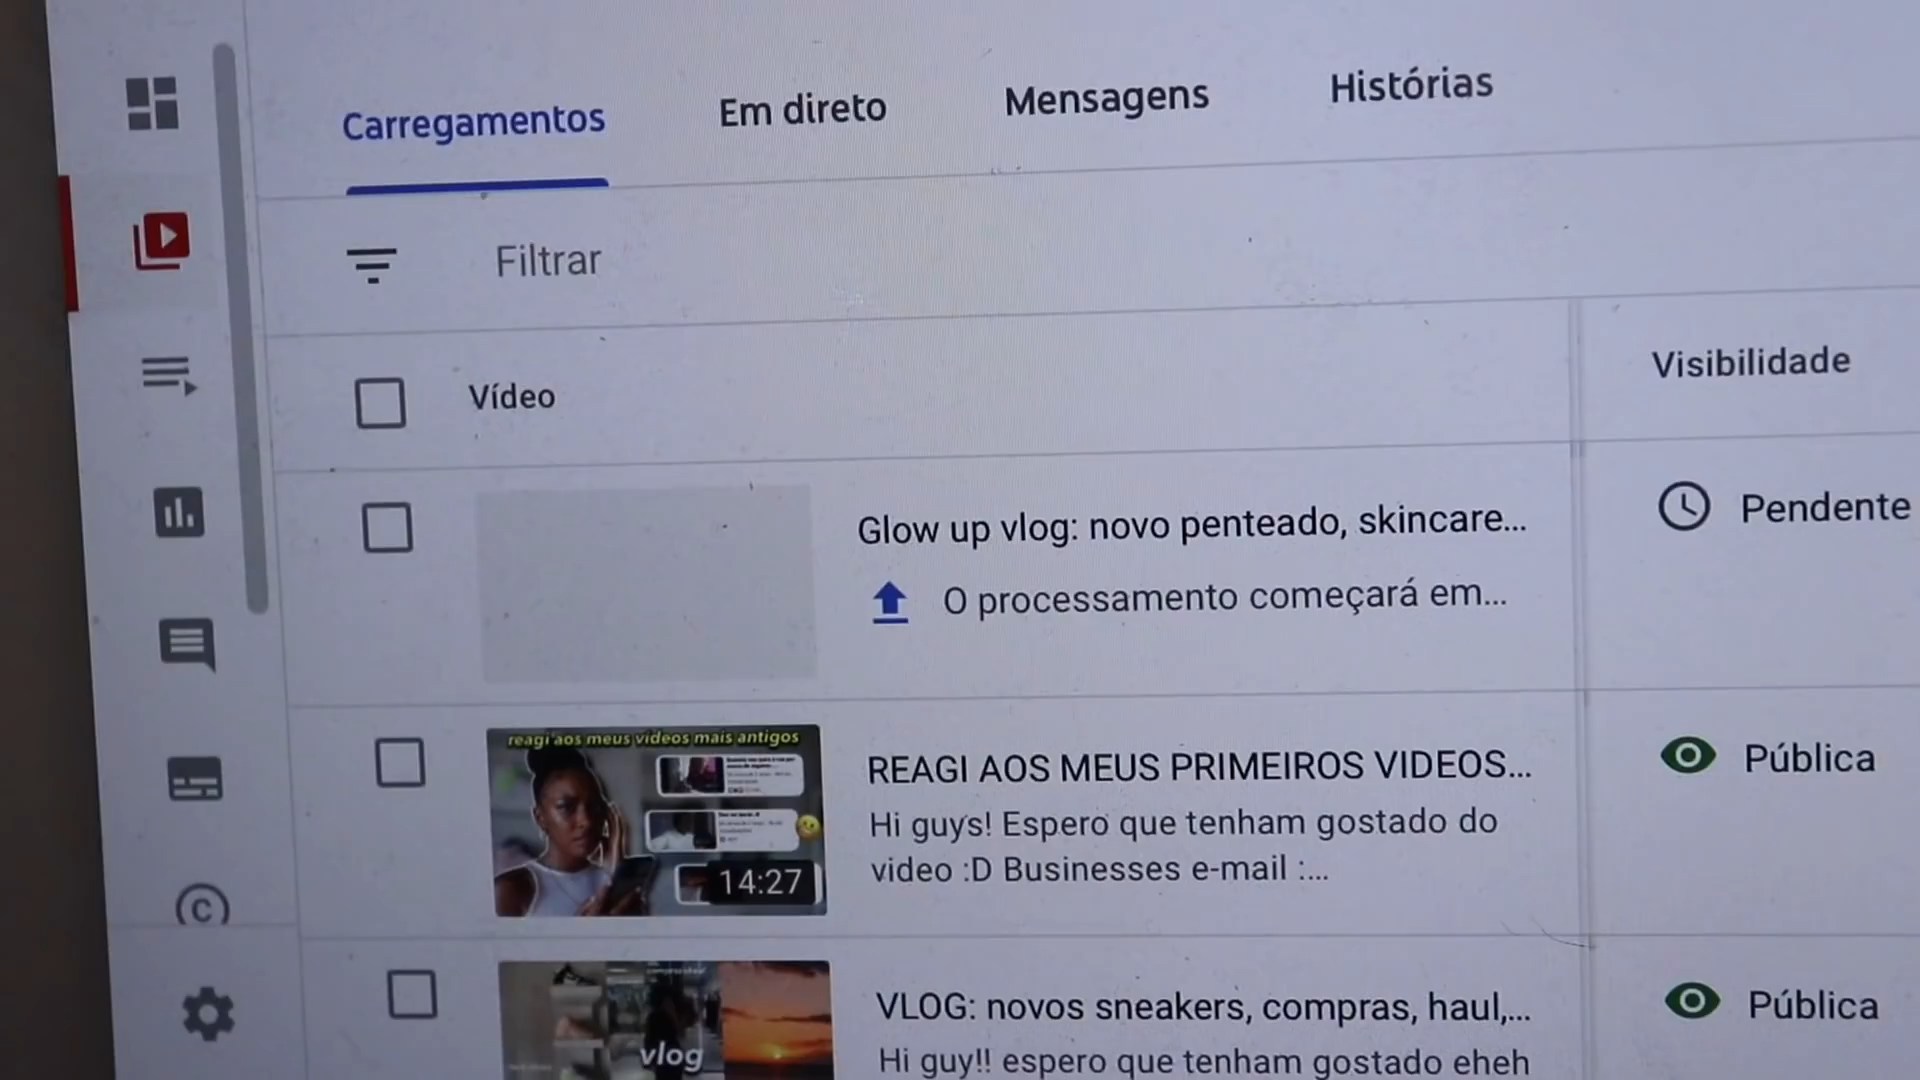 Carregamentos
Em direto
Mensagens
Histórias
Filtrar
Vídeo
Visibilidade
Glow up vlog: novo penteado, skincare...
Pendente
O processamento começará em...
reagi aos meus vídeos mais antigos
14:27
REAGI AOS MEUS PRIMEIROS VIDEOS...
Pública
Hi guys! Espero que tenham gostado do
video :D Businesses e-mail :...
vlog
VLOG: novos sneakers, compras, haul,...
Pública
Hi guy!! espero que tenham gostado eheh